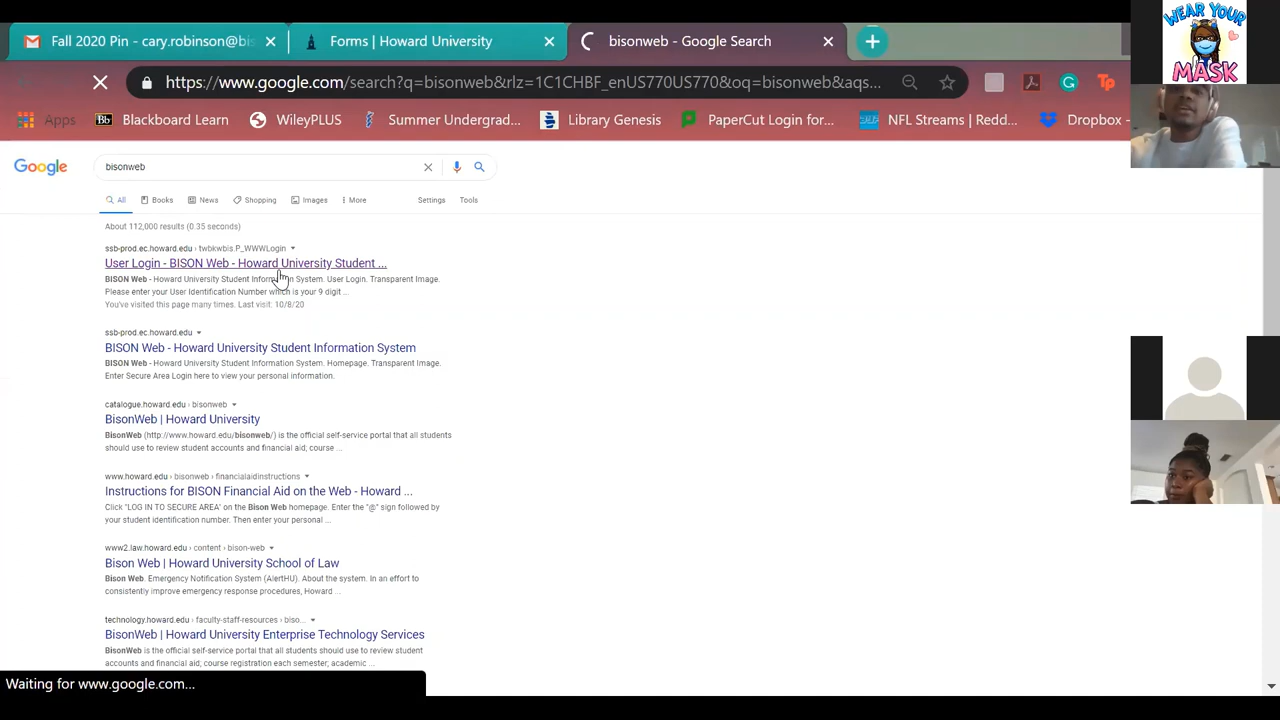 Fall 2020 Pin - cary.robinson@bis
Forms | Howard University
bisonweb - Google Search
https://www.google.com/search?q=bisonweb&rlz=1C1CHBF_enUS770US770&oq=bisonweb&aqs...
Apps
Bb Blackboard Learn
WileyPLUS
Summer Undergrad...
Library Genesis
PaperCut Login for...
NFL Streams | Redd...
Dropbox -
WEAR YOUR
MASK
Google
bisonweb
All
Books
News
Shopping
Images
More
Settings
Tools
About 112,000 results (0.35 seconds)
ssb-prod.ec.howard.edu › twbkwbis.P_WWWLogin
User Login - BISON Web - Howard University Student ...
BISON Web - Howard University Student Information System. User Login. Transparent Image.
Please enter your User Identification Number which is your 9 digit ...
You've visited this page many times. Last visit: 10/8/20
ssb-prod.ec.howard.edu
BISON Web - Howard University Student Information System
BISON Web - Howard University Student Information System. Homepage. Transparent Image.
Enter Secure Area Login here to view your personal information.
catalogue.howard.edu › bisonweb
BisonWeb | Howard University
BisonWeb (http://www.howard.edu/bisonweb/) is the official self-service portal that all students
should use to review student accounts and financial aid; course ...
www.howard.edu › bisonweb › financialaidinstructions
Instructions for BISON Financial Aid on the Web - Howard ...
Click "LOG IN TO SECURE AREA" on the Bison Web homepage. Enter the "@" sign followed by
your student identification number. Then enter your personal ...
www2.law.howard.edu › content › bison-web
Bison Web | Howard University School of Law
Bison Web. Emergency Notification System (AlertHU). About the system. In an effort to
consistently improve emergency response procedures, Howard ...
technology.howard.edu › faculty-staff-resources › biso...
BisonWeb | Howard University Enterprise Technology Services
BisonWeb is the official self-service portal that all students should use to review student
accounts and financial aid; course registration each semester; academic ...
Waiting for www.google.com...